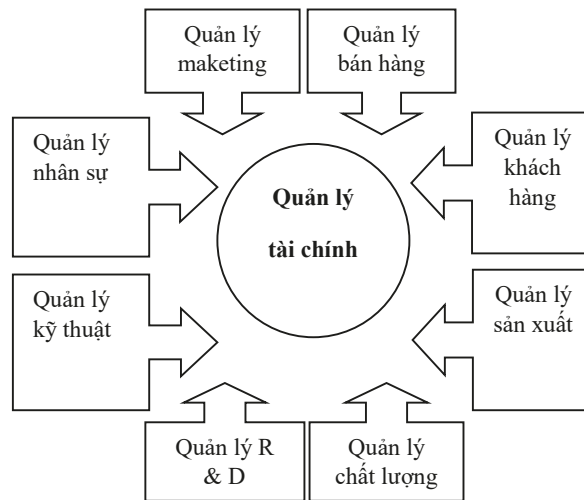 Quản lý
maketing
Quản lý
bán hàng
Quản lý
nhân sự
Quản lý
khách
hàng
Quản lý
tài chính
Quản lý
kỹ thuật
Quản lý
sản xuất
Quản lý R
& D
Quản lý
chất lượng